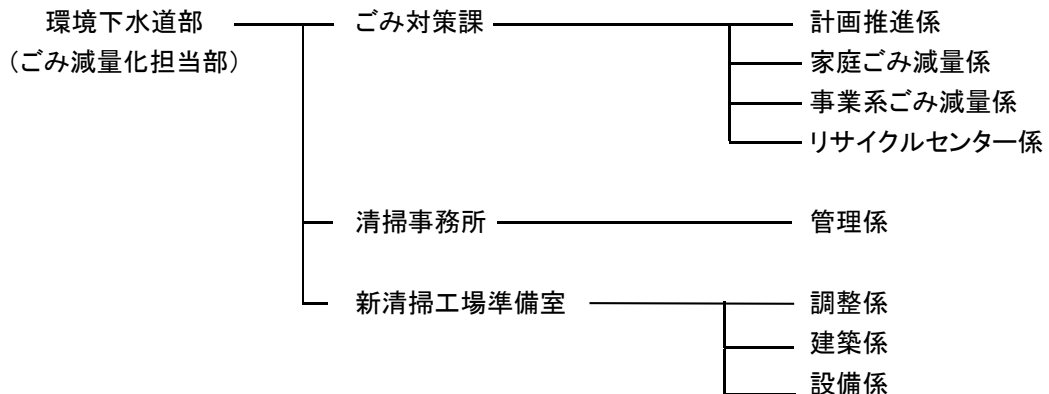 環境下水道部 ごみ対策課 計画推進係
（ごみ減量化担当部） 家庭ごみ減量係
事業系ごみ減量係
リサイクルセンター係
清掃事務所 管理係
新清掃工場準備室 調整係
建築係
設備係